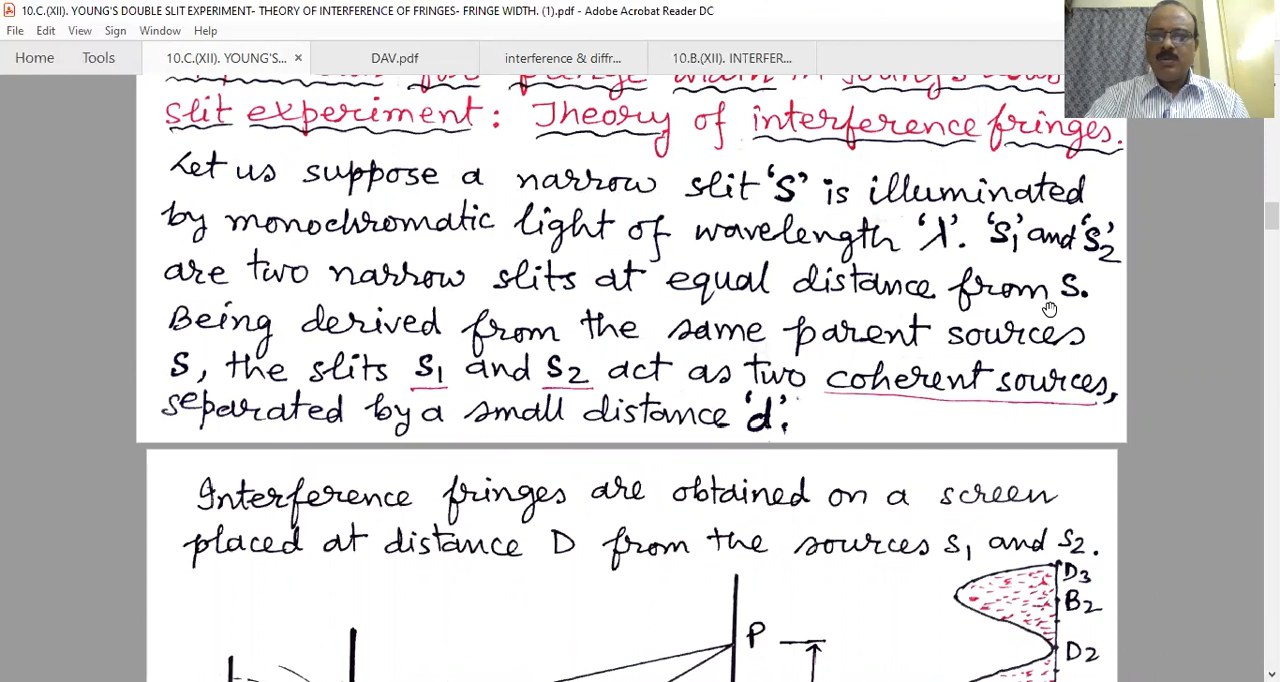 10.C.(XII). YOUNG'S DOUBLE SLIT EXPERIMENT- THEORY OF INTERFERENCE OF FRINGES- FRINGE WIDTH. (1).pdf - Adobe Acrobat Reader DC
File Edit View Sign Window Help
Home Tools 10.C.(XII). YOUNG'S... × DAV.pdf interference & diffr... 10.B.(XII). INTERFER...
for fringe width in
slit experiment: Theory of interference fringes.
Let us suppose a narrow slit 'S' is illuminated
by monochromatic light of wavelength 'λ'. 'S1' and 'S2'
are two narrow slits at equal distance from S.
Being derived from the same parent sources
S, the slits S1 and S2 act as two coherent sources,
separated by a small distance 'd'.
Interference fringes are obtained on a screen
placed at distance D from the sources S1 and S2.
D3
B2
P
D2